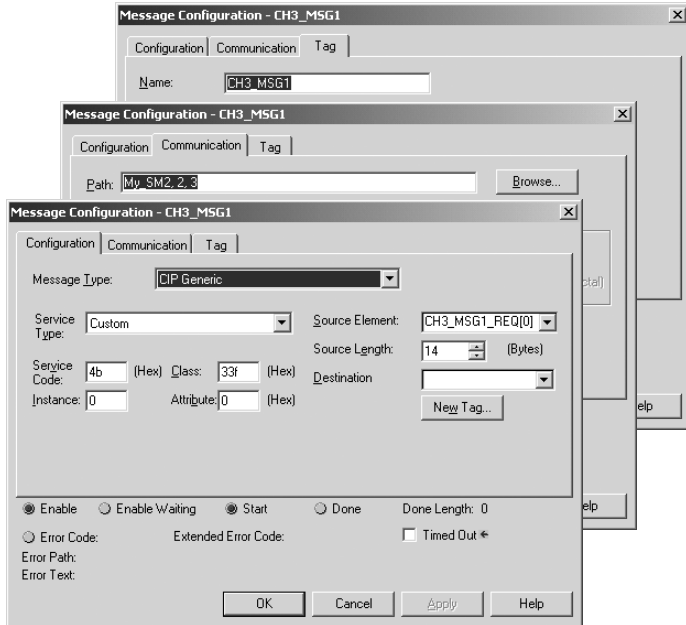 Message Configuration - CH3_MSG1
Configuration Communication Tag
Name: CH3_MSG1
Message Configuration - CH3_MSG1
Configuration Communication Tag
Path: My_SM2, 2, 3 Browse...
Message Configuration - CH3_MSG1
Configuration Communication Tag
Message Type: CIP Generic
Service Type: Custom
Source Element: CH3_MSG1_REQ[0]
Source Length: 14 (Bytes)
Service Code: 4b (Hex) Class: 33f (Hex)
Destination
Instance: 0 Attribute: 0 (Hex)
New Tag...
Enable Enable Waiting Start Done Done Length: 0
Error Code: Extended Error Code: Timed Out
Error Path:
Error Text:
OK Cancel Apply Help